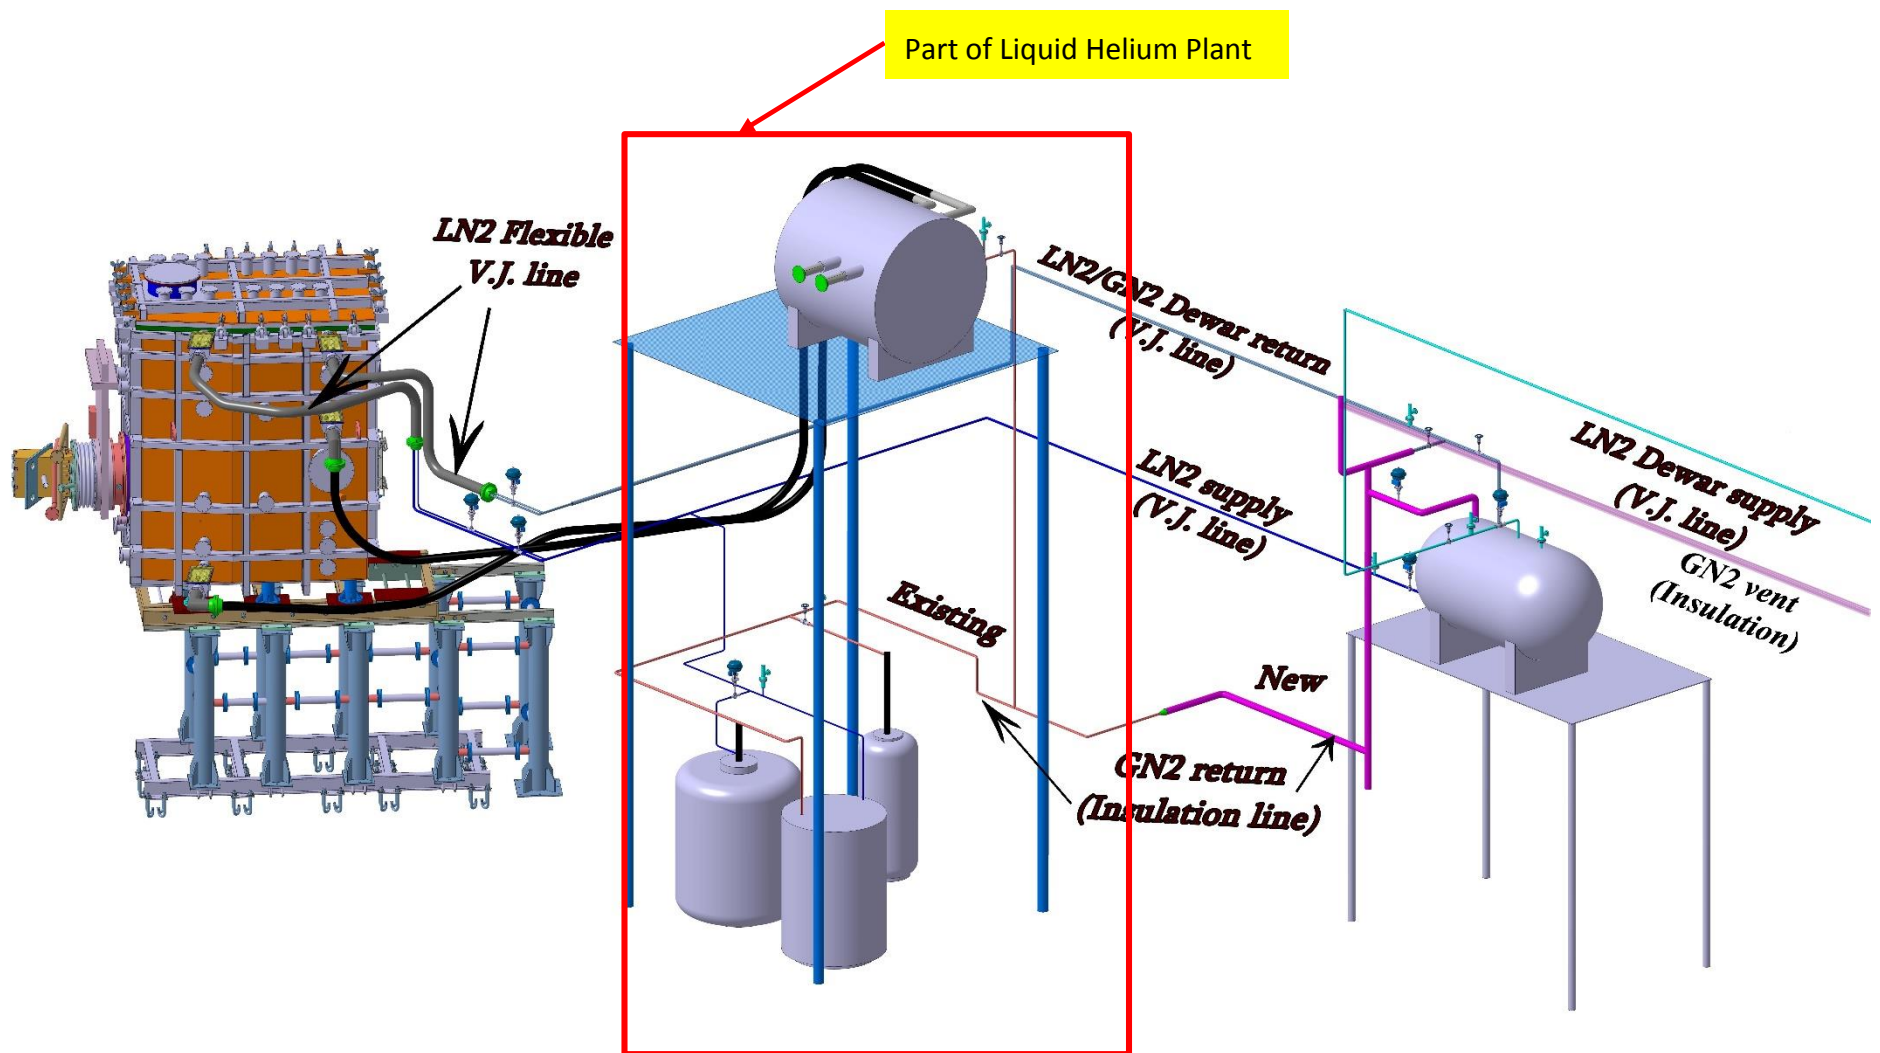 Part of Liquid Helium Plant
LN2 Flexible
V.J. line
LN2/GN2 Dewar return
(V.J. line)
LN2 Dewar supply
(V.J. line)
LN2 supply
(V.J. line)
GN2 vent
(Insulation)
Existing
New
GN2 return
(Insulation line)